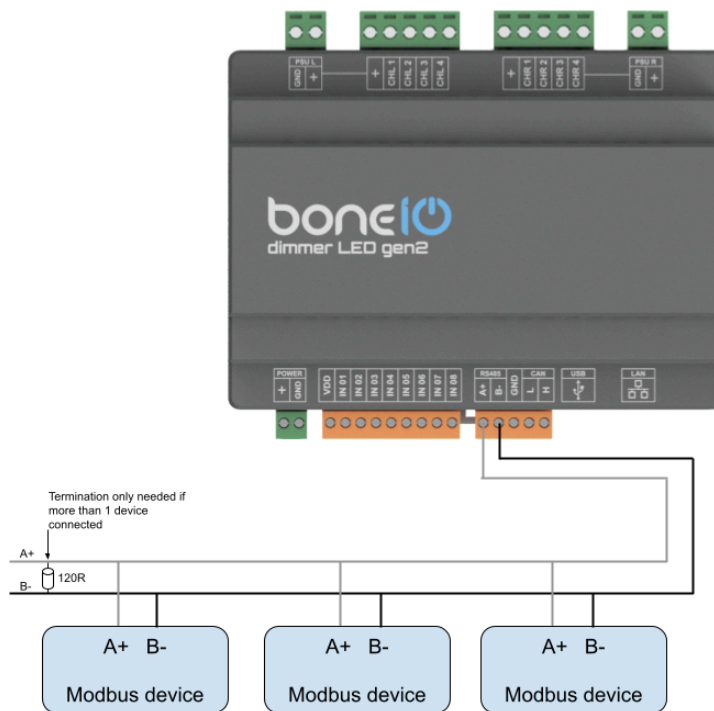 PSU L
GND
+
+
CHL 1
CHL 2
CHL 3
CHL 4
+
CHR 1
CHR 2
CHR 3
CHR 4
PSU R
GND
+
boneIO
dimmer LED gen2
POWER
+
GND
VDD
IN 01
IN 02
IN 03
IN 04
IN 05
IN 06
IN 07
IN 08
RS485
A+
B-
GND
CAN
L
H
USB
LAN
Termination only needed if
more than 1 device
connected
A+
120R
B-
A+ B-
Modbus device
A+ B-
Modbus device
A+ B-
Modbus device